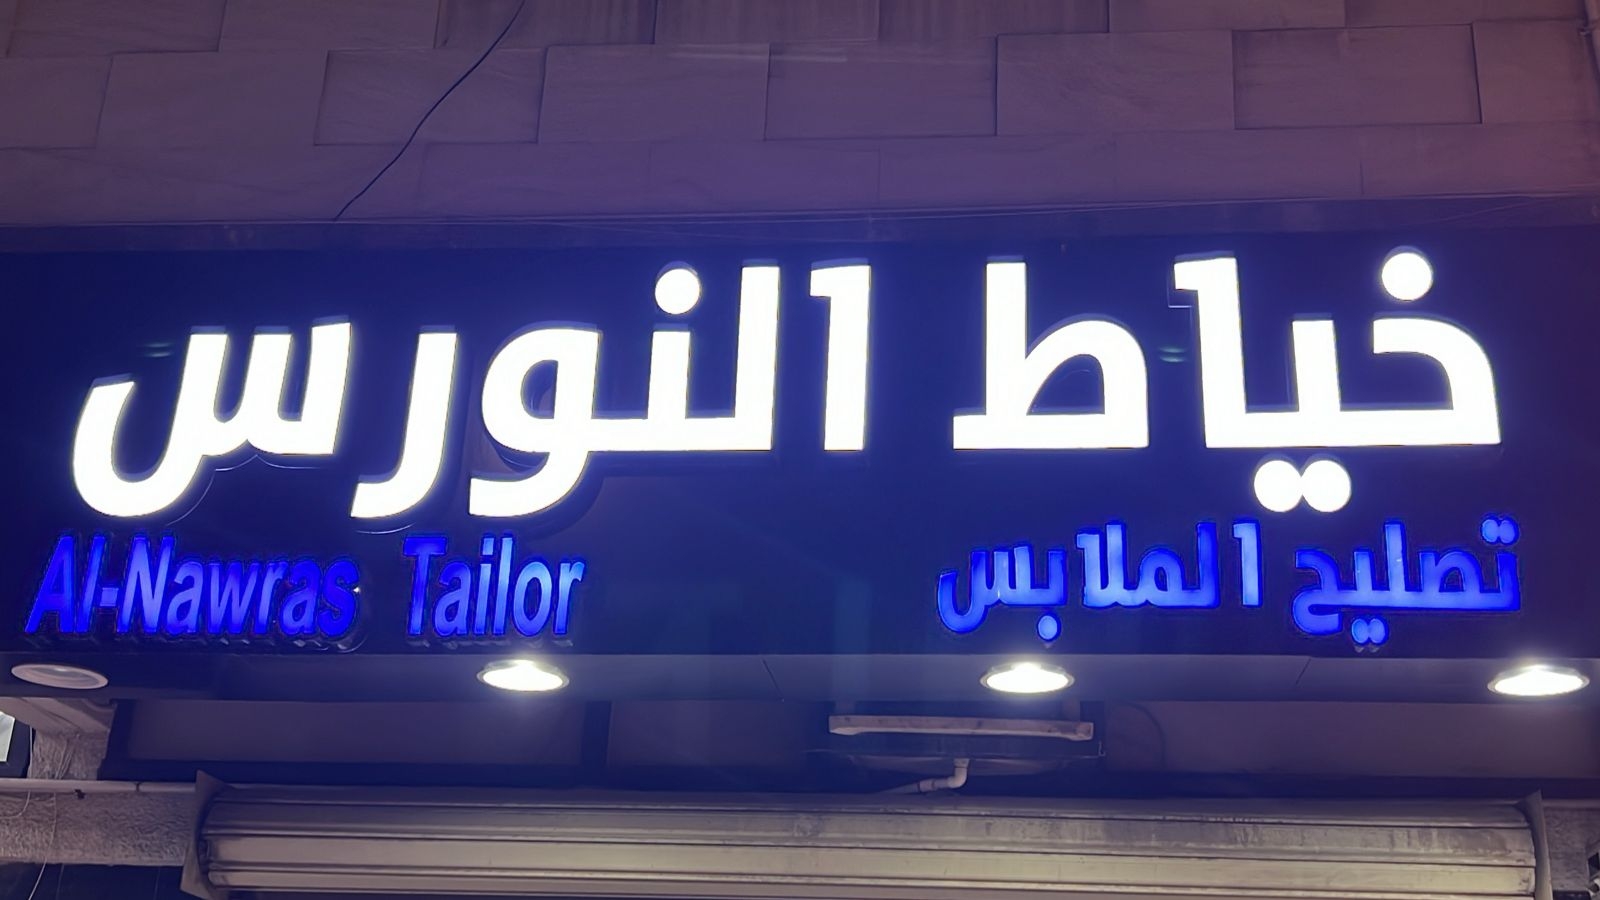 خياط النورس
تصليح الملابس
Al-Nawras Tailor